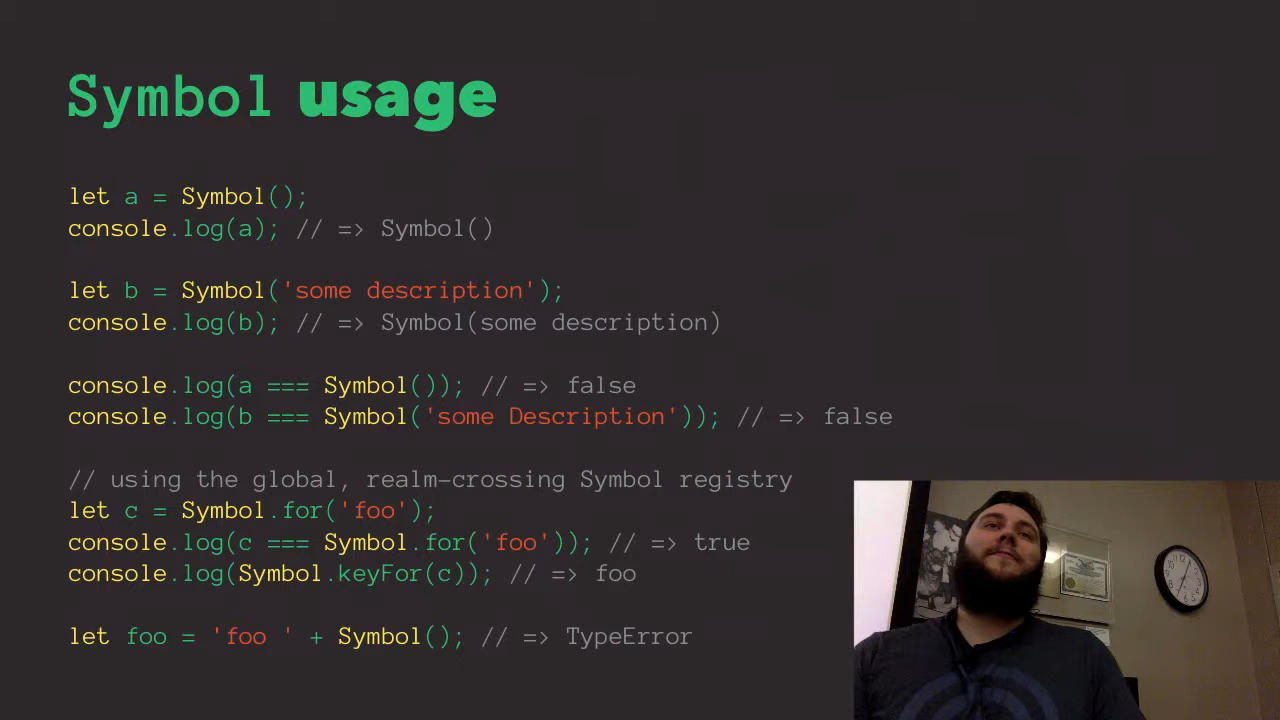 Symbol usage
let a = Symbol();
console.log(a); // => Symbol()
let b = Symbol('some description');
console.log(b); // => Symbol(some description)
console.log(a === Symbol()); // => false
console.log(b === Symbol('some Description')); // => false
// using the global, realm-crossing Symbol registry
let c = Symbol.for('foo');
console.log(c === Symbol.for('foo')); // => true
console.log(Symbol.keyFor(c)); // => foo
let foo = 'foo ' + Symbol(); // => TypeError